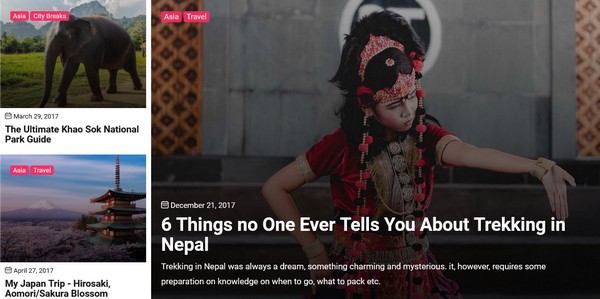 Asia City Breaks
March 29, 2017
The Ultimate Khao Sok National
Park Guide
Asia Travel
April 27, 2017
My Japan Trip - Hirosaki,
Aomori/Sakura Blossom
Asia Travel
December 21, 2017
6 Things no One Ever Tells You About Trekking in
Nepal
Trekking in Nepal was always a dream, something charming and mysterious. it, however, requires some
preparation on knowledge on when to go, what to pack etc.